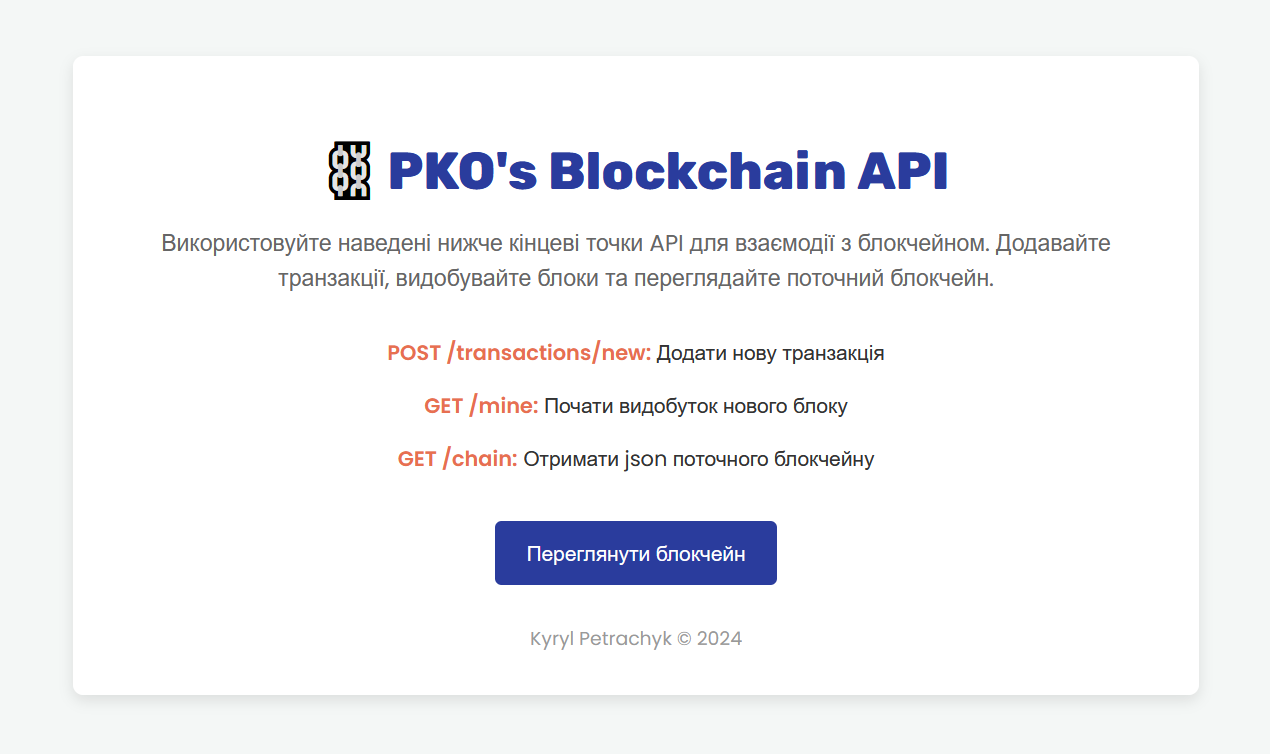 PKO's Blockchain API
Використовуйте наведені нижче кінцеві точки API для взаємодії з блокчейном. Додавайте
транзакції, видобувайте блоки та переглядайте поточний блокчейн.
POST /transactions/new: Додати нову транзакція
GET /mine: Почати видобуток нового блоку
GET /chain: Отримати json поточного блокчейну
Переглянути блокчейн
Kyryl Petrachyk © 2024